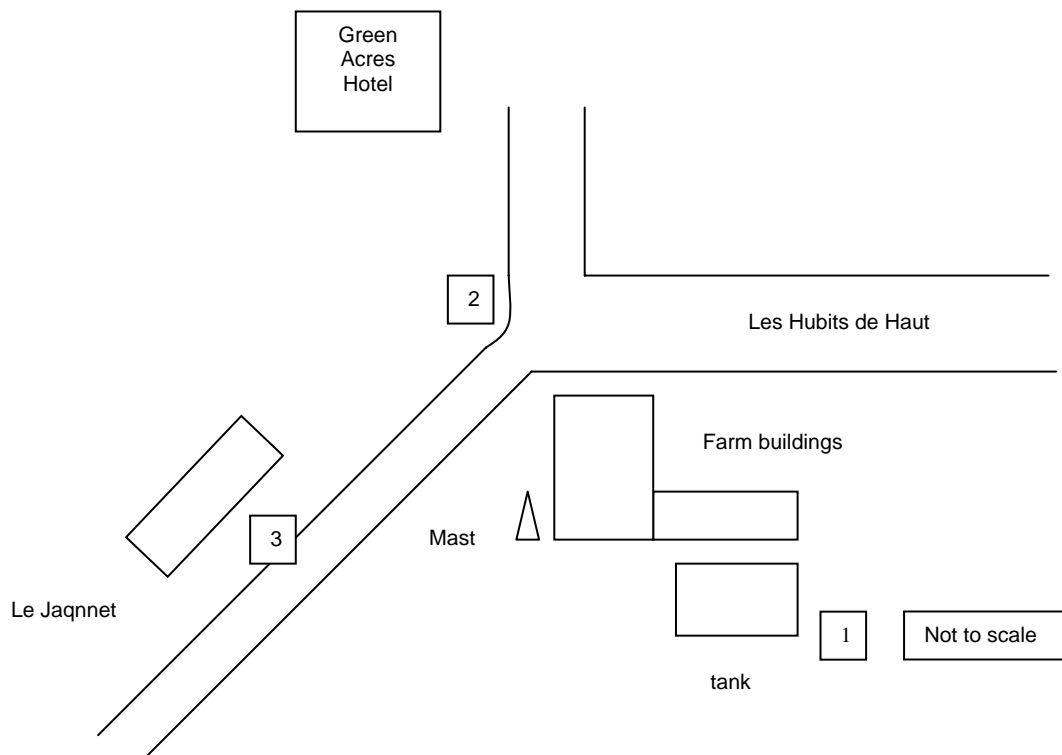 Green
Acres
Hotel
2
Les Hubits de Haut
Farm buildings
Mast
3
Le Jaqnnet
1
Not to scale
tank